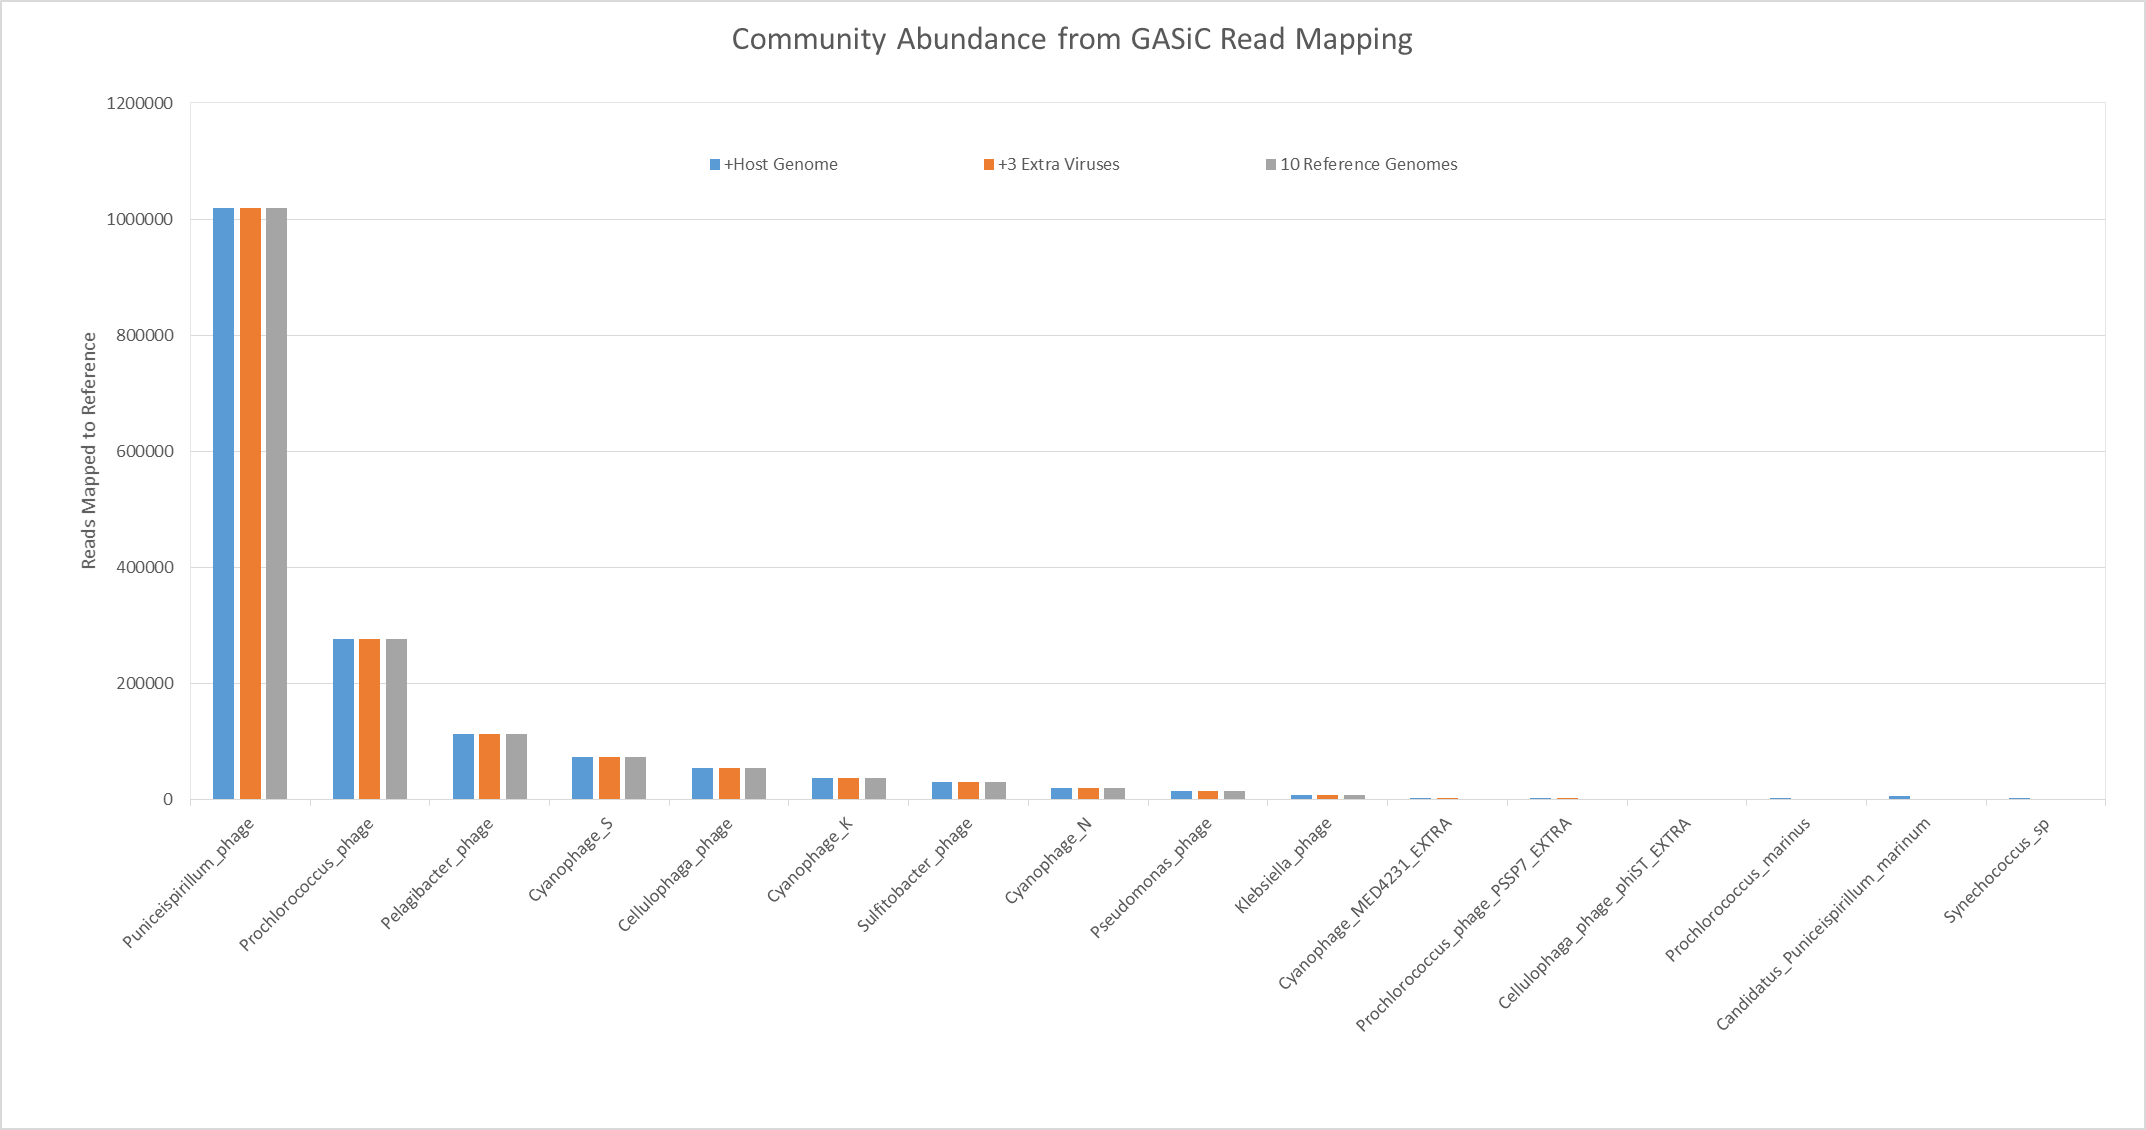 Community Abundance from GASiC Read Mapping
+Host Genome
+3 Extra Viruses
10 Reference Genomes
Reads Mapped to Reference
1200000
1000000
800000
600000
400000
200000
0
Puniceispirillum_phage
Prochlorococcus_phage
Pelagibacter_phage
Cyanophage_S
Cellulophaga_phage
Cyanophage_K
Sulfitobacter_phage
Cyanophage_N
Pseudomonas_phage
Klebsiella_phage
Cyanophage_MED4231_EXTRA
Prochlorococcus_phage_PSSP7_EXTRA
Cellulophaga_phage_phiST_EXTRA
Prochlorococcus_marinus
Candidatus_Puniceispirillum_marinum
Synechococcus_sp